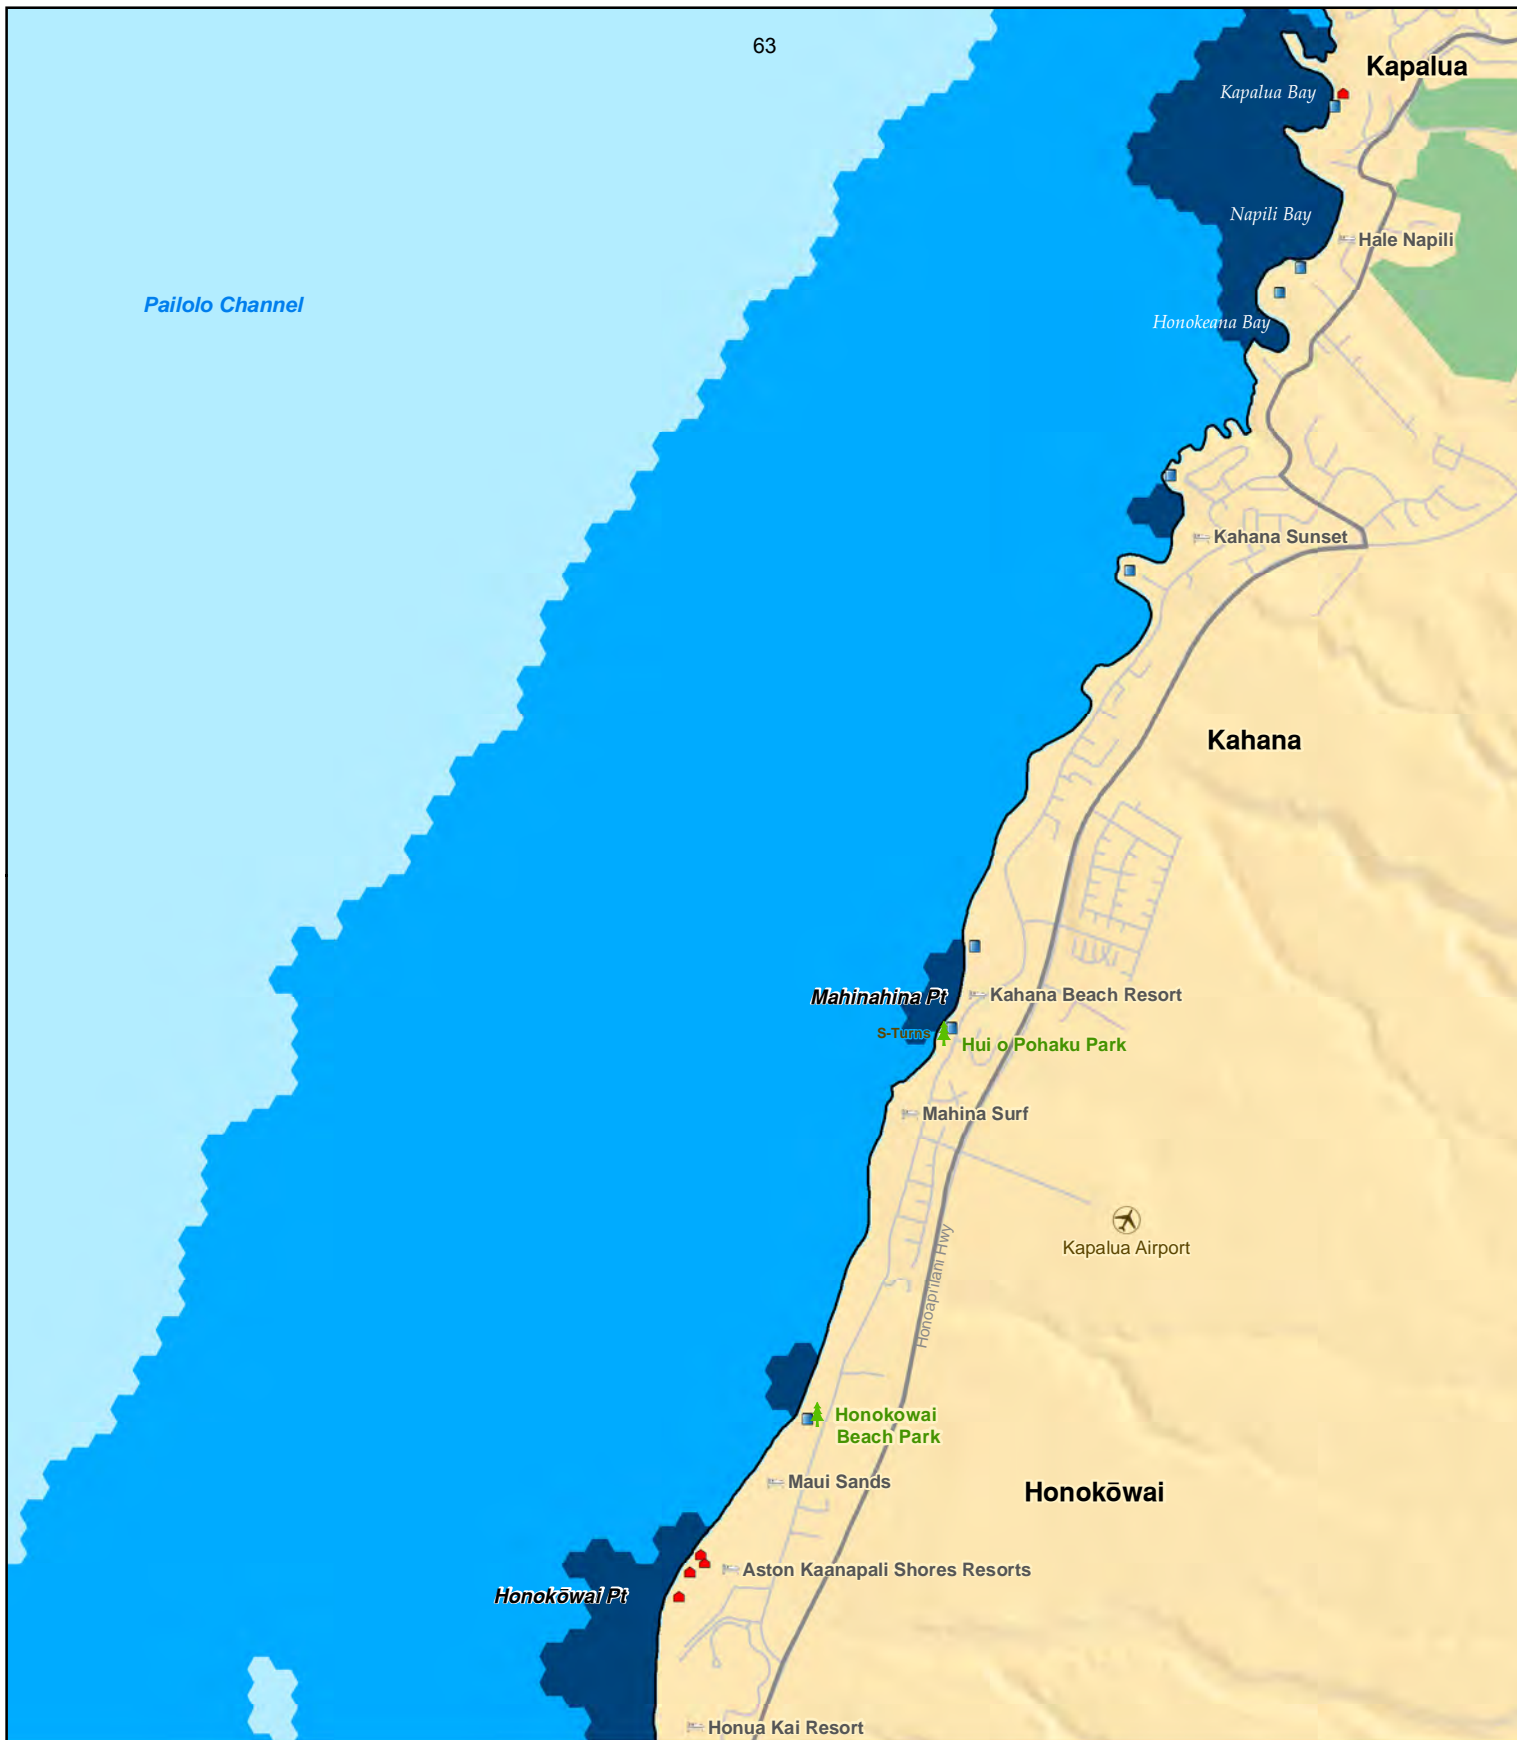 63
Kapalua
Kapalua Bay
Napili Bay
Hale Napili
Pailolo Channel
Honokeana Bay
Kahana Sunset
Kahana
Mahinahina Pt
Kahana Beach Resort
S-Turns
Hui o Pohaku Park
Mahina Surf
Kapalua Airport
Honoapi'ilani Hwy
Honokowai
Beach Park
Maui Sands
Honokōwai
Aston Kaanapali Shores Resorts
Honokōwai Pt
Honua Kai Resort